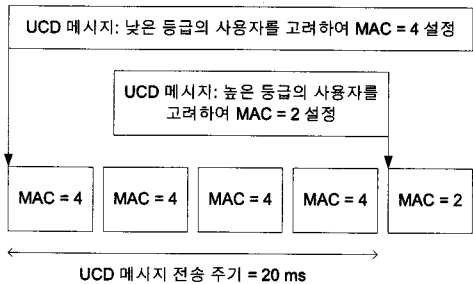 UCD 메시지: 낮은 등급의 사용자를 고려하여 MAC = 4 설정
UCD 메시지: 높은 등급의 사용자를
고려하여 MAC = 2 설정
MAC = 4
MAC = 4
MAC = 4
MAC = 4
MAC = 2
UCD 메시지 전송 주기 = 20 ms